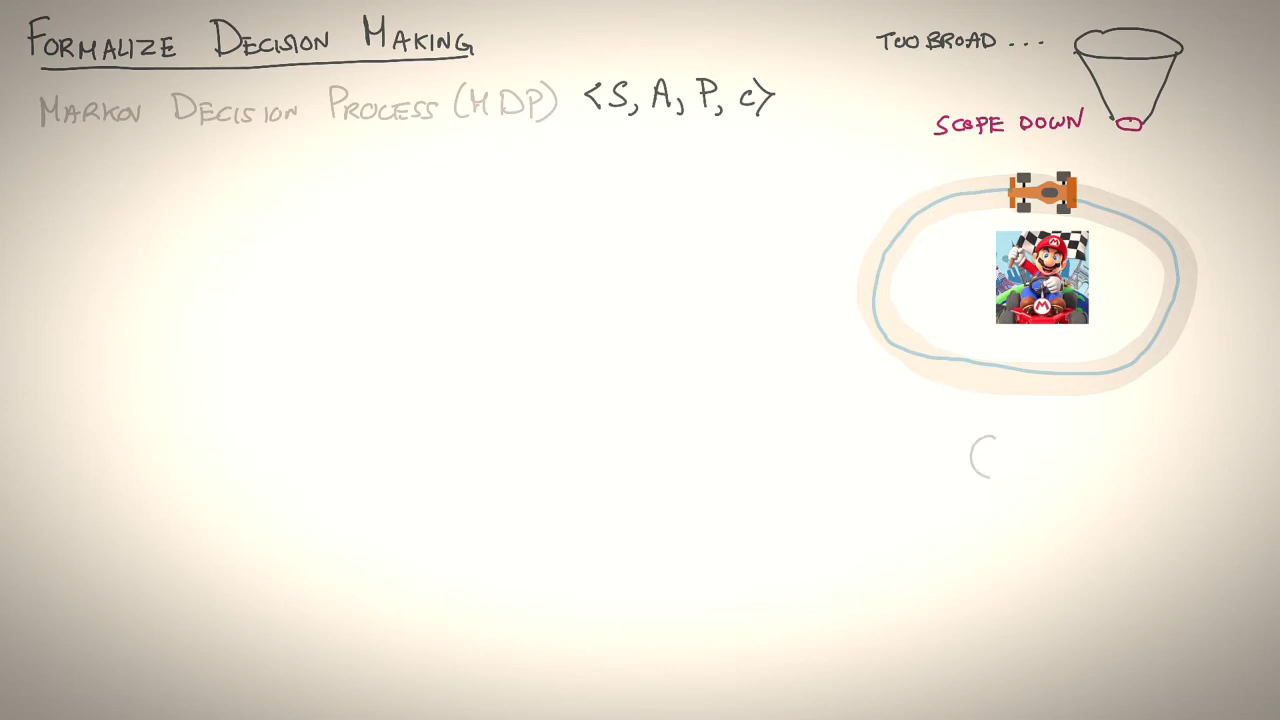 FORMALIZE DECISION MAKING
MARKOV DECISION PROCESS (MDP) <S, A, P, c>
TOO BROAD ...
SCOPE DOWN
M
M
C